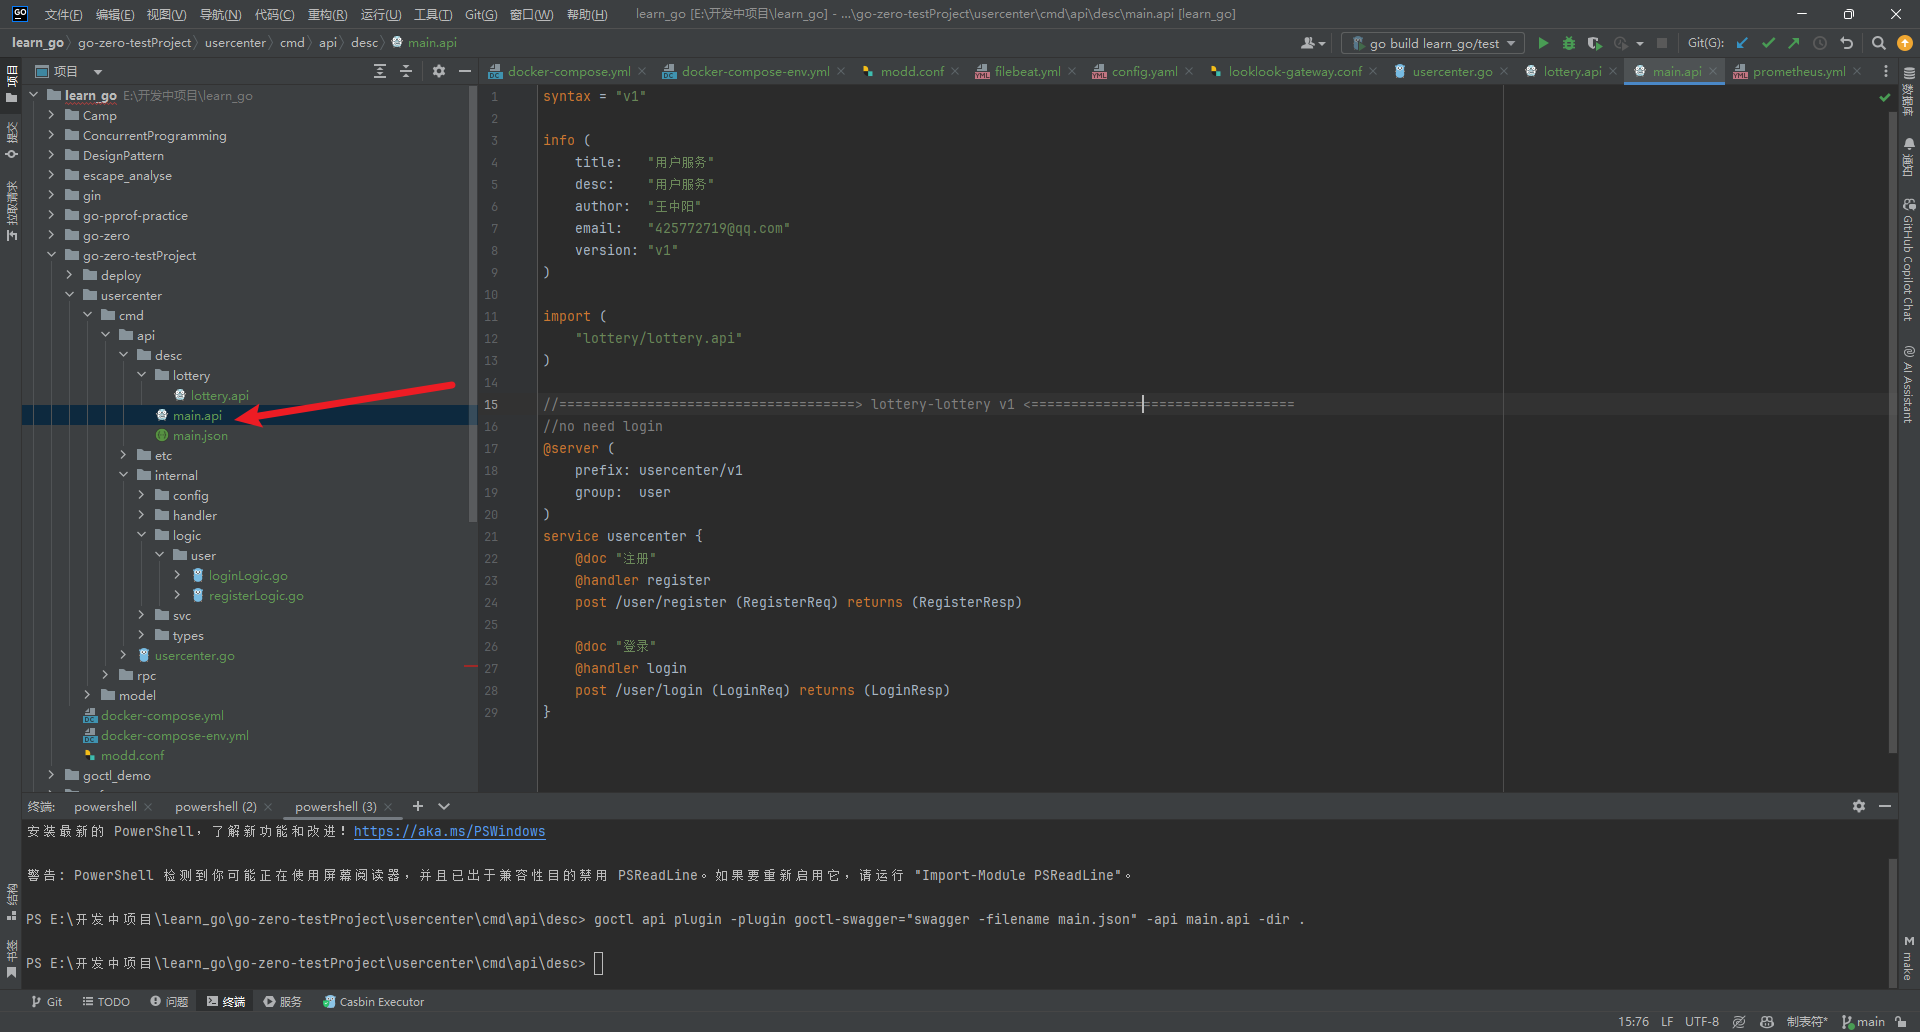 文件(F) 编辑(E) 视图(V) 导航(N) 代码(C) 重构(R) 运行(U) 工具(T) Git(G) 窗口(W) 帮助(H) learn_go [E:\开发中项目\learn_go] - ...\go-zero-testProject\usercenter\cmd\api\desc\main.api [learn_go]
learn_go go-zero-testProject usercenter cmd api desc main.api
go build learn_go/test Git(G):
项目
docker-compose.yml docker-compose-env.yml modd.conf filebeat.yml config.yaml looklook-gateway.conf usercenter.go lottery.api main.api prometheus.yml
learn_go E:\开发中项目\learn_go
Camp
ConcurrentProgramming
DesignPattern
escape_analyse
gin
go-pprof-practice
go-zero
go-zero-testProject
deploy
usercenter
cmd
api
desc
lottery
lottery.api
main.api
main.json
etc
internal
config
handler
logic
user
loginLogic.go
registerLogic.go
svc
types
usercenter.go
rpc
model
docker-compose.yml
docker-compose-env.yml
modd.conf
goctl_demo
1 syntax = "v1"
2
3 info (
4 title: "用户服务"
5 desc: "用户服务"
6 author: "王中阳"
7 email: "425772719@qq.com"
8 version: "v1"
9 )
10
11 import (
12 "lottery/lottery.api"
13 )
14
15 //=====================================> lottery-lottery v1 <=================================
16 //no need login
17 @server (
18 prefix: usercenter/v1
19 group: user
20 )
21 service usercenter {
22 @doc "注册"
23 @handler register
24 post /user/register (RegisterReq) returns (RegisterResp)
25
26 @doc "登录"
27 @handler login
28 post /user/login (LoginReq) returns (LoginResp)
29 }
项目
提交
拉取请求
结构
书签
数据库
通知
GitHub Copilot Chat
AI Assistant
M make
终端: powershell powershell (2) powershell (3)
安装最新的 PowerShell，了解新功能和改进！https://aka.ms/PSWindows
警告: PowerShell 检测到你可能正在使用屏幕阅读器，并且已出于兼容性目的禁用 PSReadLine。如果要重新启用它，请运行 "Import-Module PSReadLine"。
PS E:\开发中项目\learn_go\go-zero-testProject\usercenter\cmd\api\desc> goctl api plugin -plugin goctl-swagger="swagger -filename main.json" -api main.api -dir .
PS E:\开发中项目\learn_go\go-zero-testProject\usercenter\cmd\api\desc>
Git TODO 问题 终端 服务 Casbin Executor
15:76 LF UTF-8 制表符* main